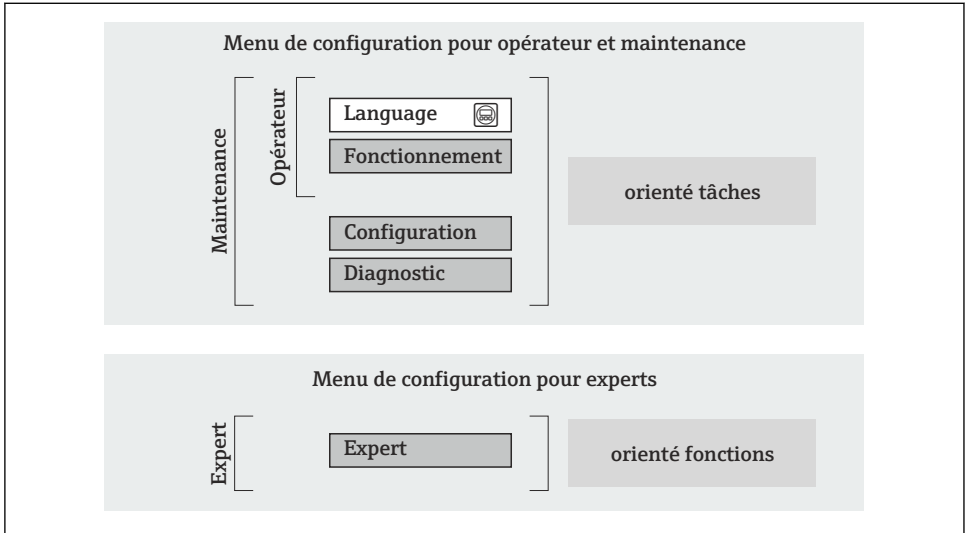 Menu de configuration pour opérateur et maintenance
Maintenance
Opérateur
Language
Fonctionnement
Configuration
Diagnostic
orienté tâches
Menu de configuration pour experts
Expert
Expert
orienté fonctions